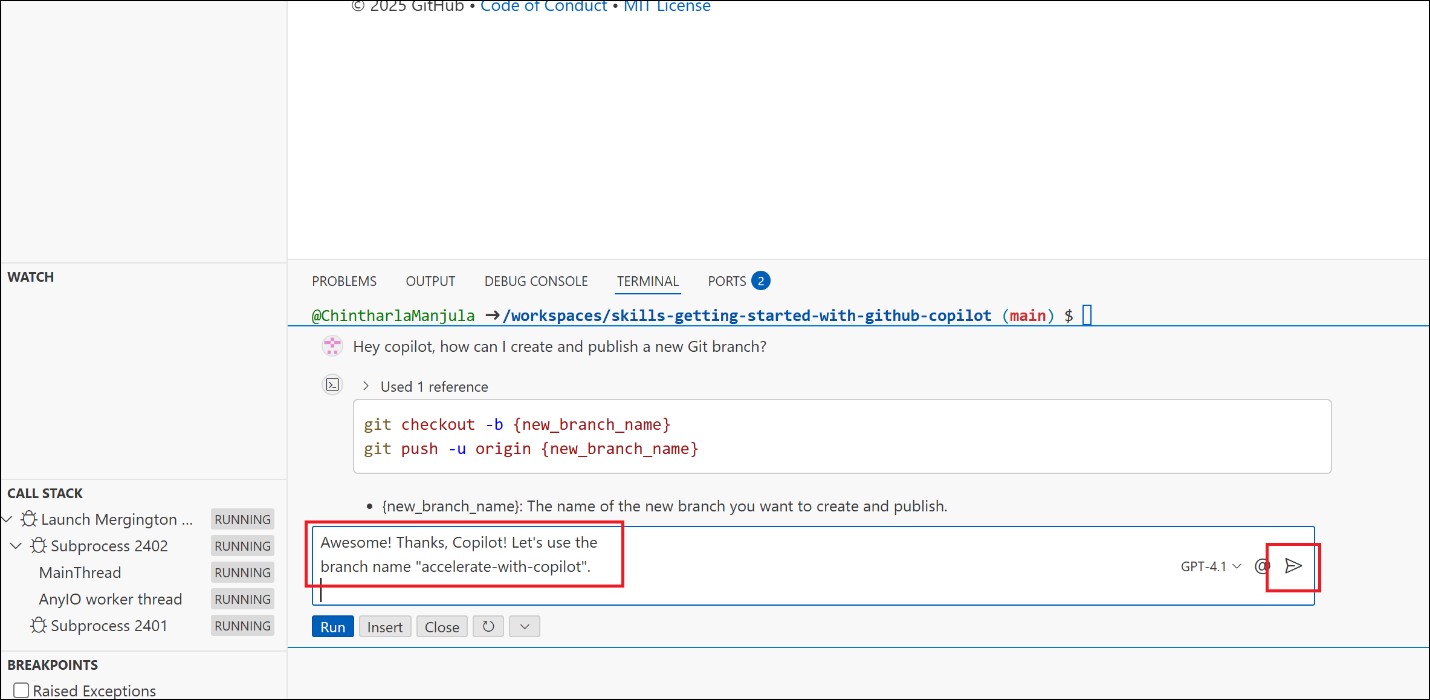 © 2025 GitHub • Code of Conduct • MIT License
WATCH
CALL STACK
Launch Mergington ... RUNNING
Subprocess 2402 RUNNING
MainThread RUNNING
AnyIO worker thread RUNNING
Subprocess 2401 RUNNING
BREAKPOINTS
Raised Exceptions
PROBLEMS OUTPUT DEBUG CONSOLE TERMINAL PORTS 2
@ChintharlaManjula ➜/workspaces/skills-getting-started-with-github-copilot (main) $
Hey copilot, how can I create and publish a new Git branch?
Used 1 reference
git checkout -b {new_branch_name}
git push -u origin {new_branch_name}
• {new_branch_name}: The name of the new branch you want to create and publish.
Awesome! Thanks, Copilot! Let's use the
branch name "accelerate-with-copilot".
GPT-4.1 @
Run Insert Close